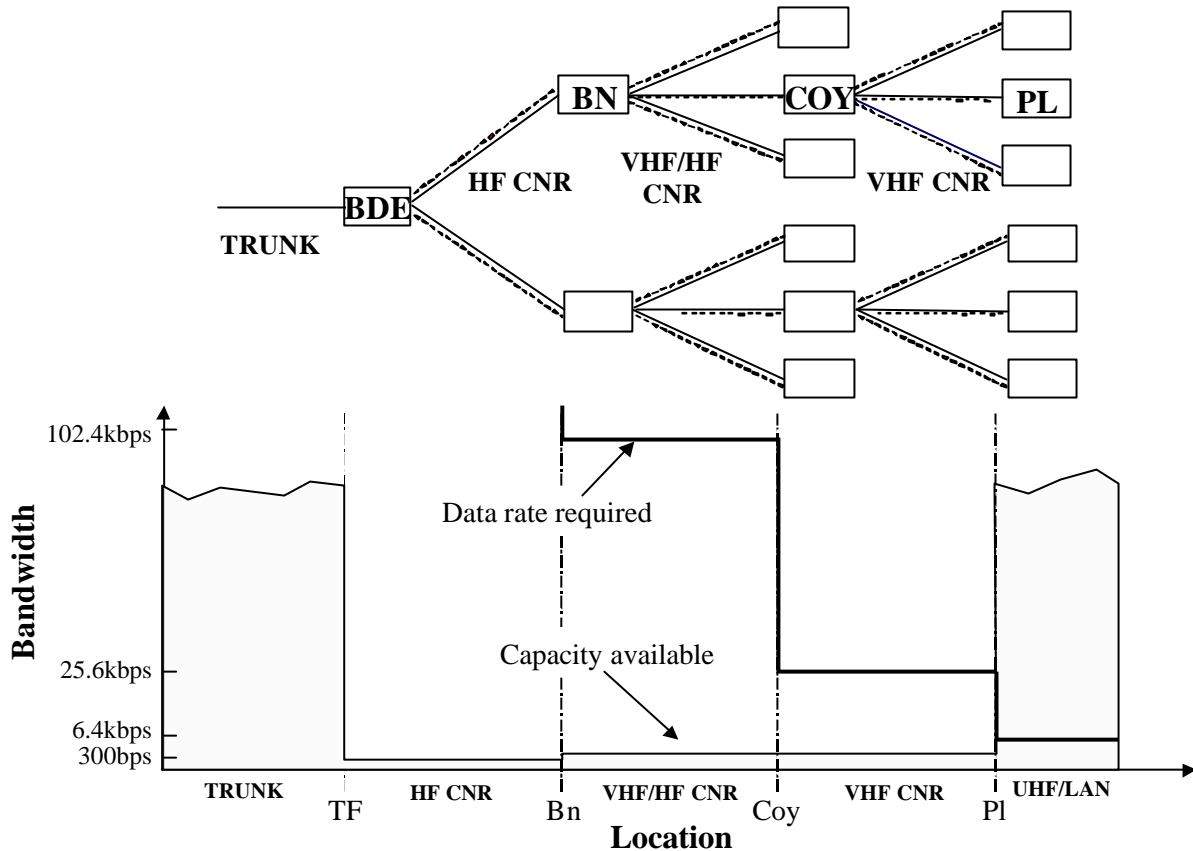 BN
COY
PL
HF CNR
VHF/HF
CNR
VHF CNR
BDE
TRUNK
102.4kbps
Data rate required
Bandwidth
Capacity available
25.6kbps
6.4kbps
300bps
TRUNK
HF CNR
VHF/HF CNR
VHF CNR
UHF/LAN
TF
Bn
Coy
Pl
Location